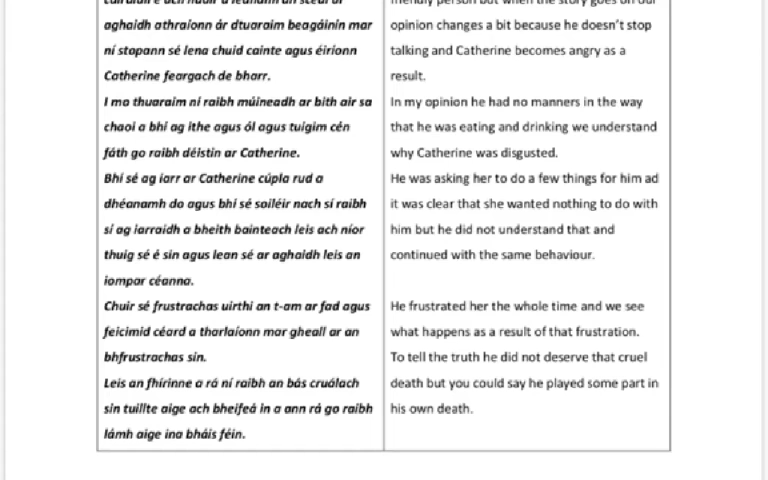 aghaidh athraíonn ár dtuaraim beagáinín mar
ní stopann sé lena chuid cainte agus éiríonn
Catherine feargach de bharr.
I mo thuaraim ní raibh múineadh ar bith air sa
chaoi a bhí ag ithe agus ól agus tuigim cén
fáth go raibh déistin ar Catherine.
Bhí sé ag iarr ar Catherine cúpla rud a
dhéanamh do agus bhí sé soiléir nach sí raibh
sí ag iarraidh a bheith bainteach leis ach níor
thuig sé é sin agus lean sé ar aghaidh leis an
iompar céanna.
Chuir sé frustrachas uirthi an t-am ar fad agus
feicimid céard a tharlaíonn mar gheall ar an
bhfrustrachas sin.
Leis an fhírinne a rá ní raibh an bás cruálach
sin tuillte aige ach bheifeá in a ann rá go raibh
lámh aige ina bháis féin.
friendly person but when the story goes on our
opinion changes a bit because he doesn't stop
talking and Catherine becomes angry as a
result.
In my opinion he had no manners in the way
that he was eating and drinking we understand
why Catherine was disgusted.
He was asking her to do a few things for him ad
it was clear that she wanted nothing to do with
him but he did not understand that and
continued with the same behaviour.
He frustrated her the whole time and we see
what happens as a result of that frustration.
To tell the truth he did not deserve that cruel
death but you could say he played some part in
his own death.